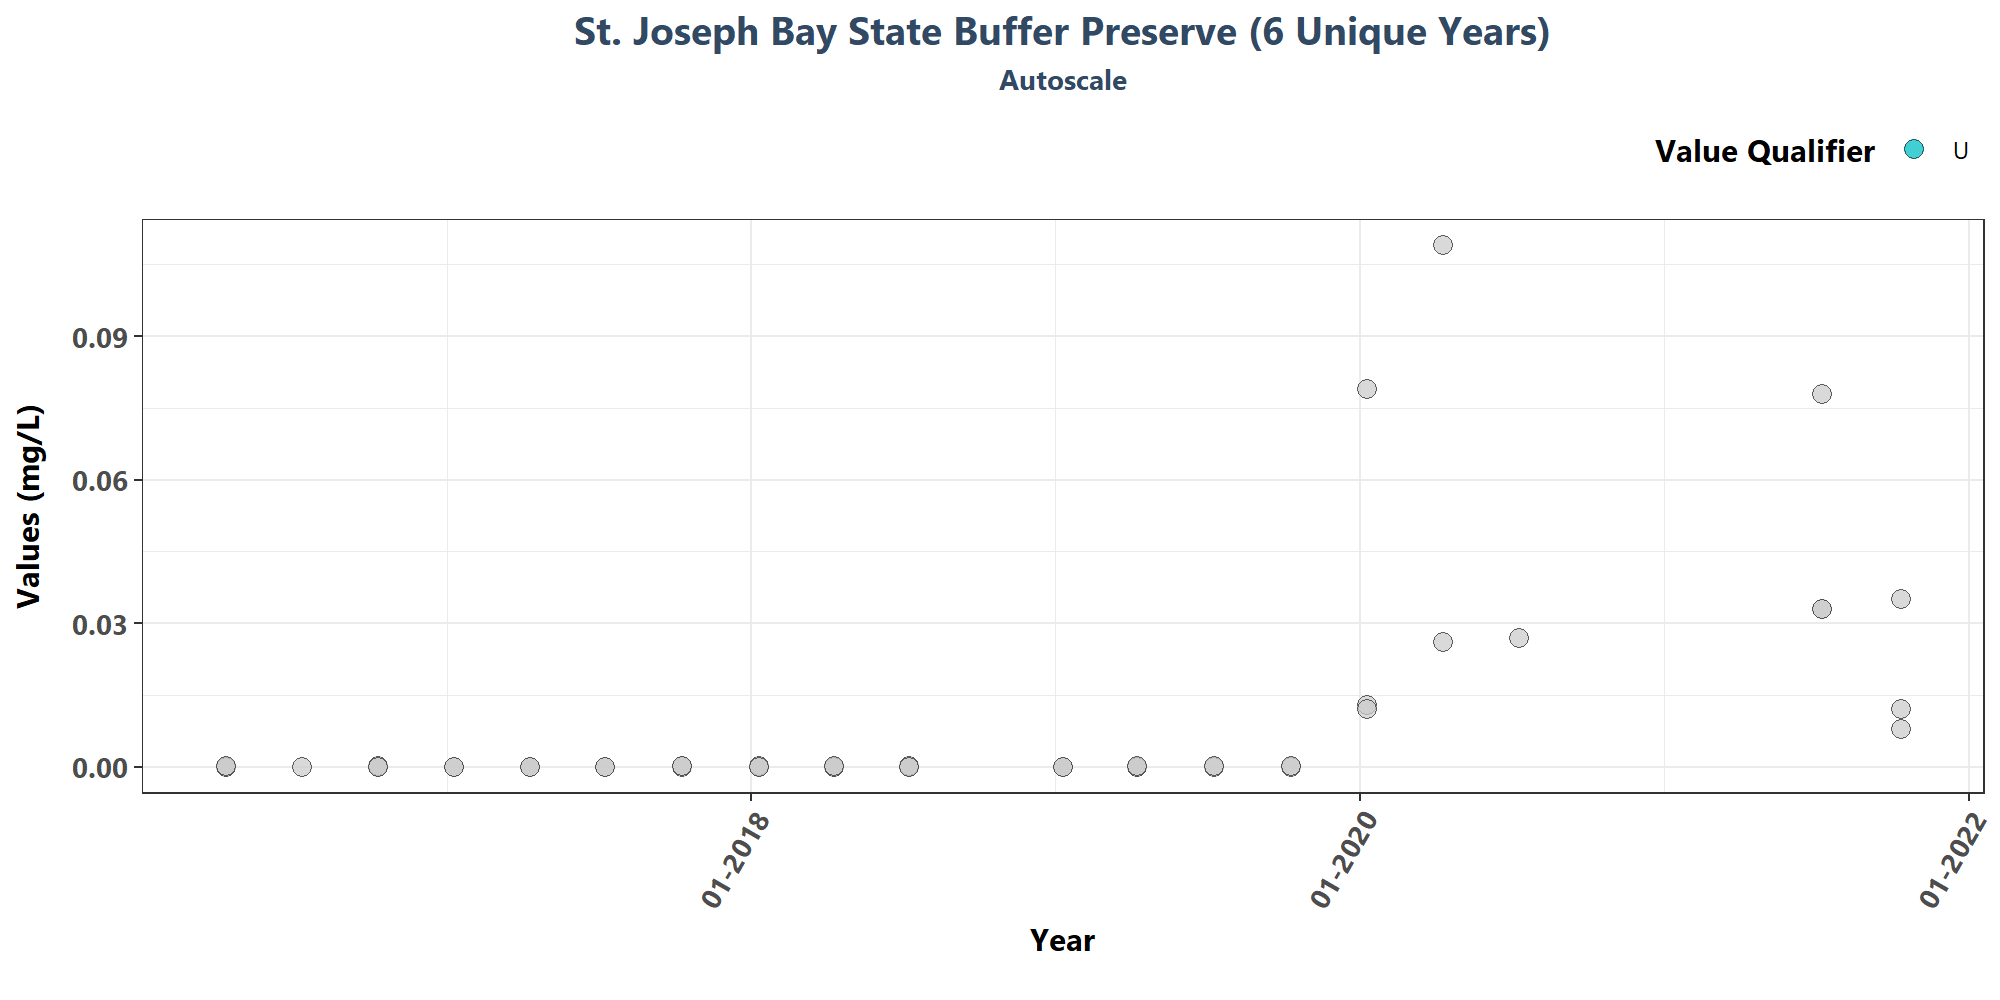 St. Joseph Bay State Buffer Preserve (6 Unique Years)
Autoscale
Value Qualifier U
Values (mg/L)
0.09
0.06
0.03
0.00
01-2018
01-2020
01-2022
Year